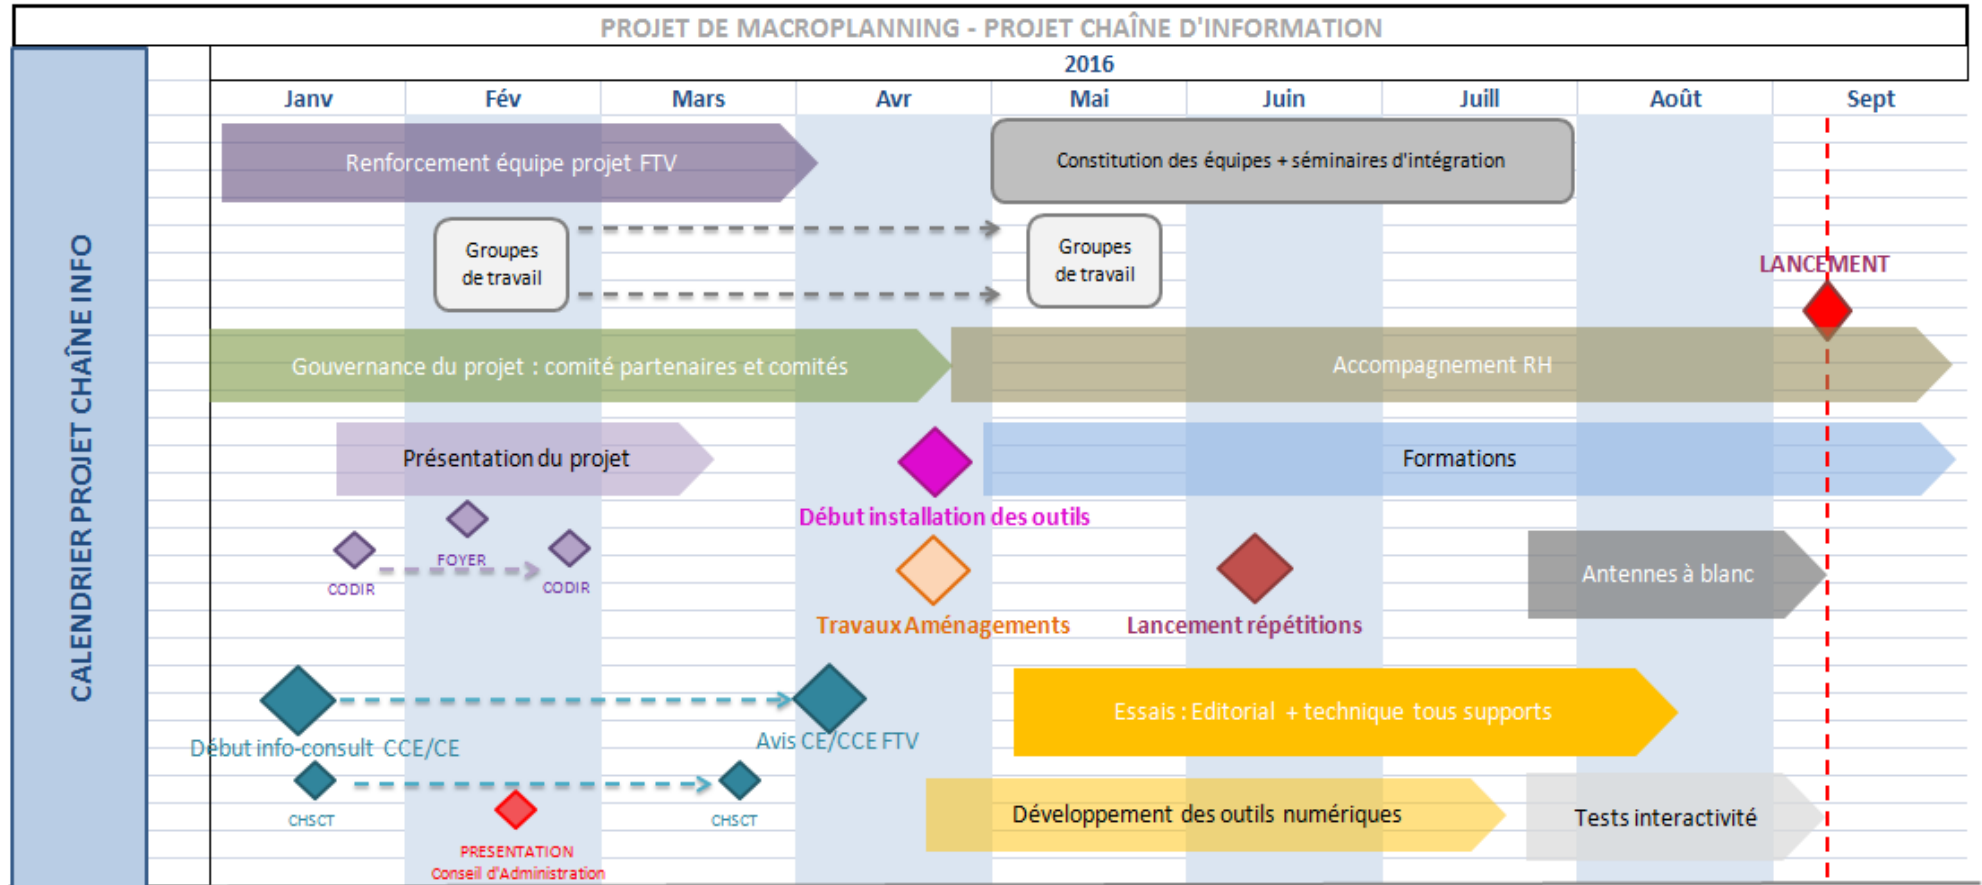 PROJET DE MACROPLANNING - PROJET CHAÎNE D'INFORMATION
CALENDRIER PROJET CHAÎNE INFO
2016
Janv Fév Mars Avr Mai Juin Juill Août Sept
Renforcement équipe projet FTV
Constitution des équipes + séminaires d'intégration
Groupes
de travail
Groupes
de travail
LANCEMENT
Gouvernance du projet : comité partenaires et comités
Accompagnement RH
Présentation du projet
Formations
Début installation des outils
CODIR
FOYER
CODIR
Antennes à blanc
Travaux Aménagements
Lancement répétitions
Début info-consult CCE/CE
Avis CE/CCE FTV
Essais : Editorial + technique tous supports
CHSCT
CHSCT
PRESENTATION
Conseil d'Administration
Développement des outils numériques
Tests interactivité